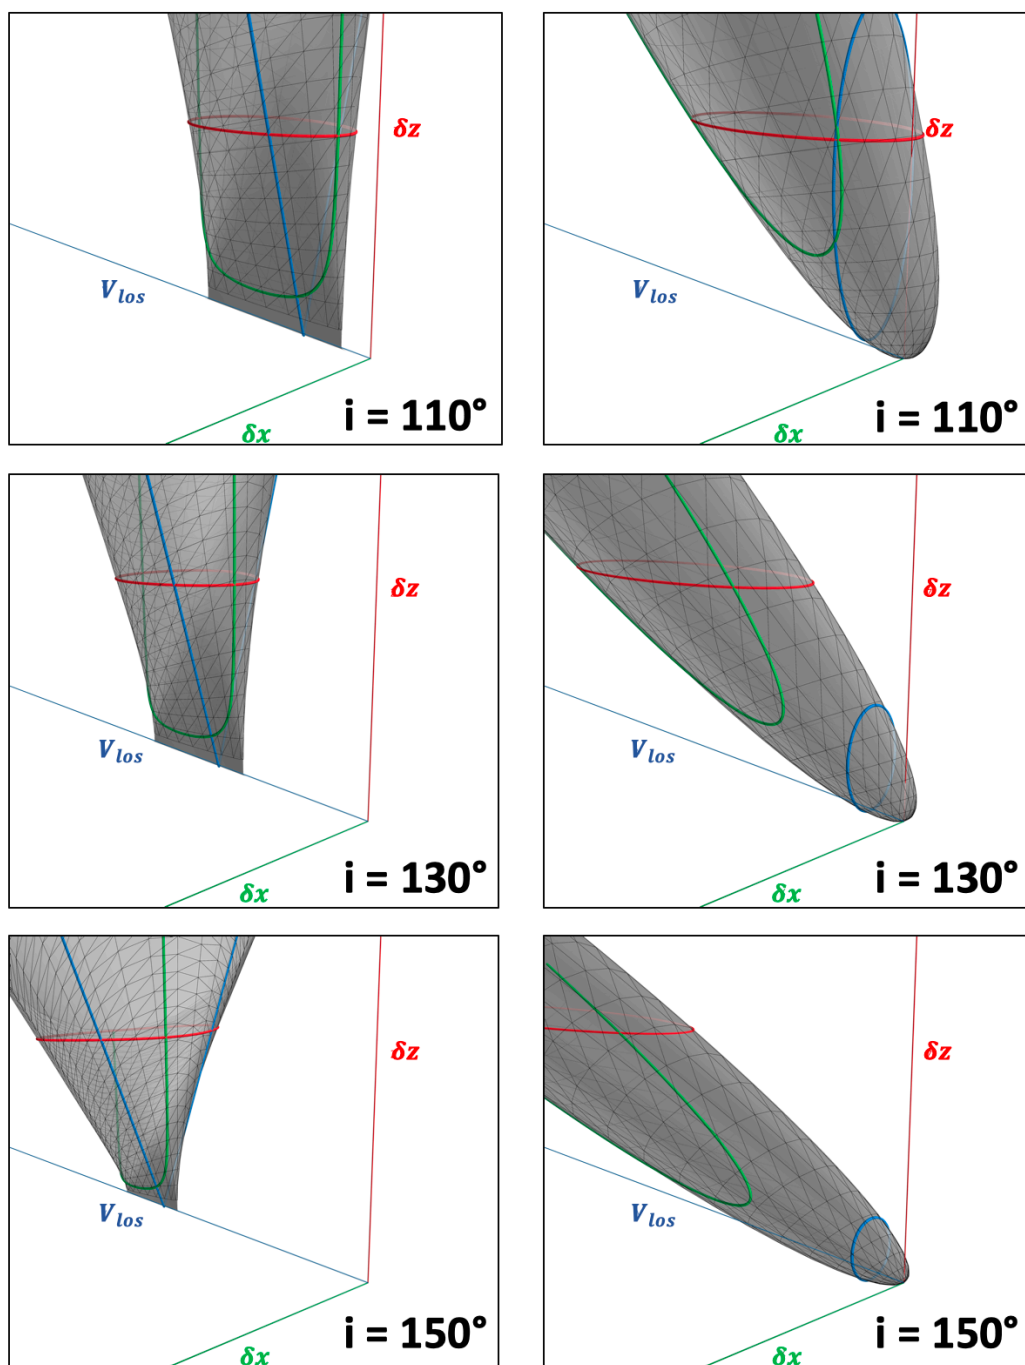 δz
V_los
δx
i = 110°
δz
V_los
δx
i = 110°
δz
V_los
δx
i = 130°
δz
V_los
δx
i = 130°
δz
V_los
δx
i = 150°
δz
V_los
δx
i = 150°